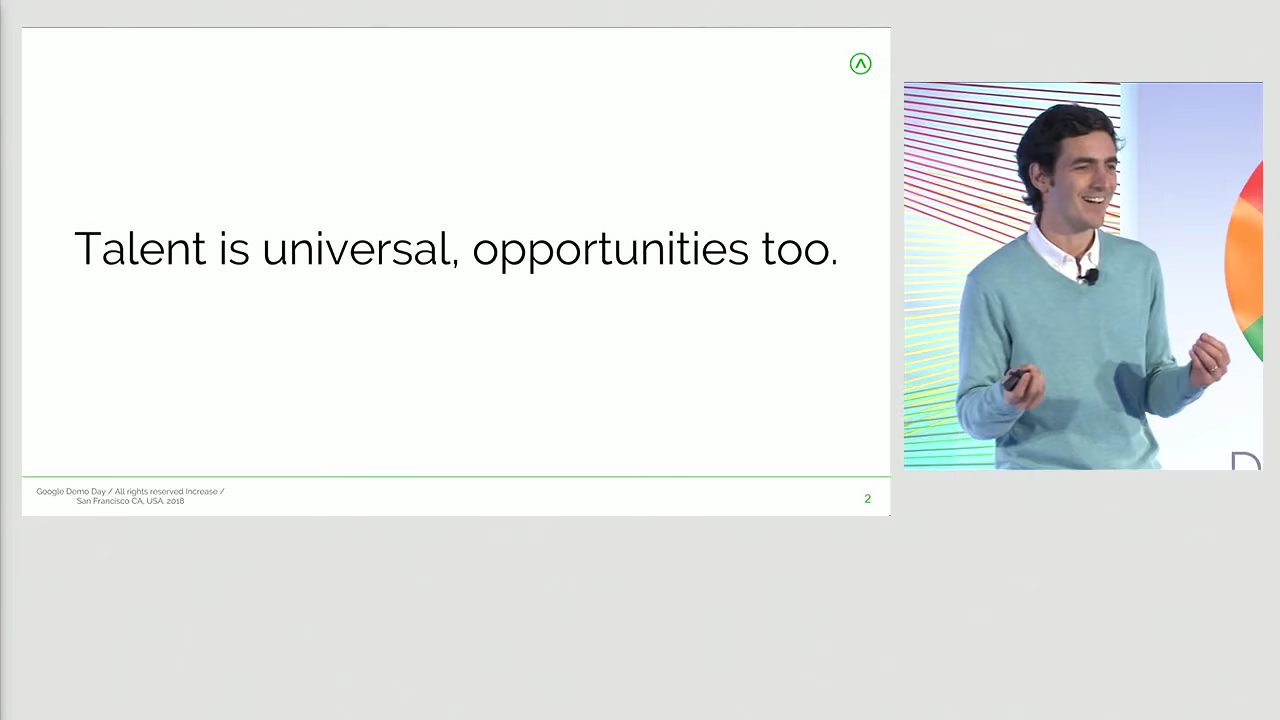 Talent is universal, opportunities too.
Google Demo Day / All rights reserved Increase /
San Francisco CA, USA. 2018
2
D